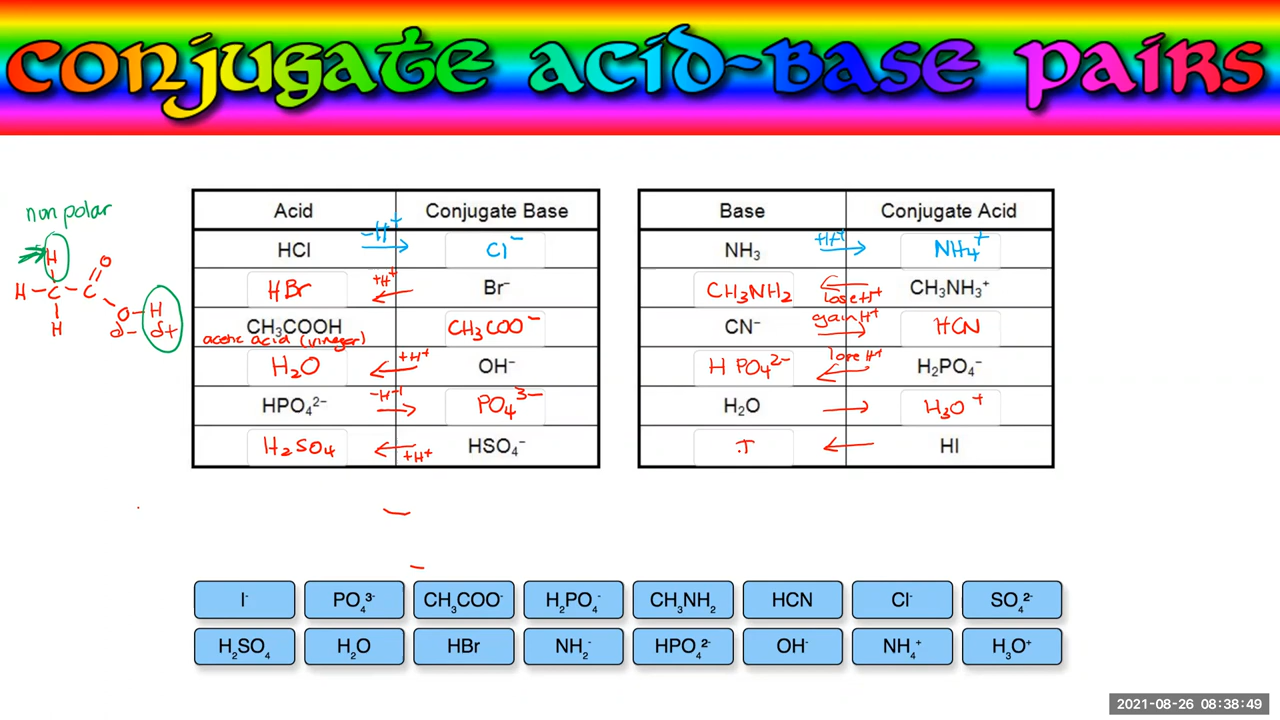 CONJUGATE ACID-BASE PAIRS
non polar
H
O
H-C-C
O-H
H
δ- δ+
Acid Conjugate Base
HCl -H⁺ Cl⁻
HBr +H⁺ Br⁻
CH₃COOH CH₃COO⁻
acetic acid (vinegar)
H₂O +H⁺ OH⁻
HPO₄²⁻ -H⁺ PO₄³⁻
H₂SO₄ +H⁺ HSO₄⁻
Base Conjugate Acid
NH₃ +H⁺ NH₄⁺
CH₃NH₂ lose H⁺ CH₃NH₃⁺
CN⁻ gain H⁺ HCN
HPO₄²⁻ lose H⁺ H₂PO₄⁻
H₂O H₃O⁺
I HI
I⁻ PO₄³⁻ CH₃COO⁻ H₂PO₄⁻ CH₃NH₂ HCN Cl⁻ SO₄²⁻
H₂SO₄ H₂O HBr NH₂⁻ HPO₄²⁻ OH⁻ NH₄⁺ H₃O⁺
2021-08-26 08:38:49